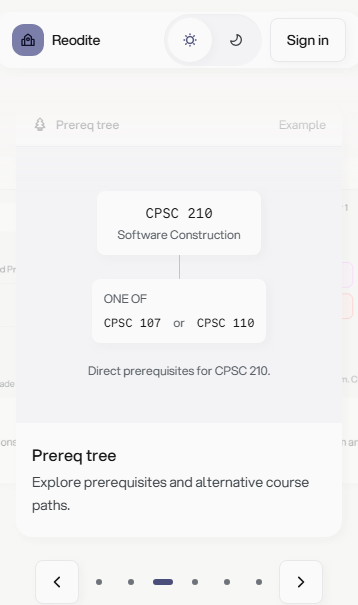 Reodite
Sign in
Prereq tree
Example
CPSC 210
Software Construction
ONE OF
CPSC 107 or CPSC 110
Direct prerequisites for CPSC 210.
Prereq tree
Explore prerequisites and alternative course
paths.